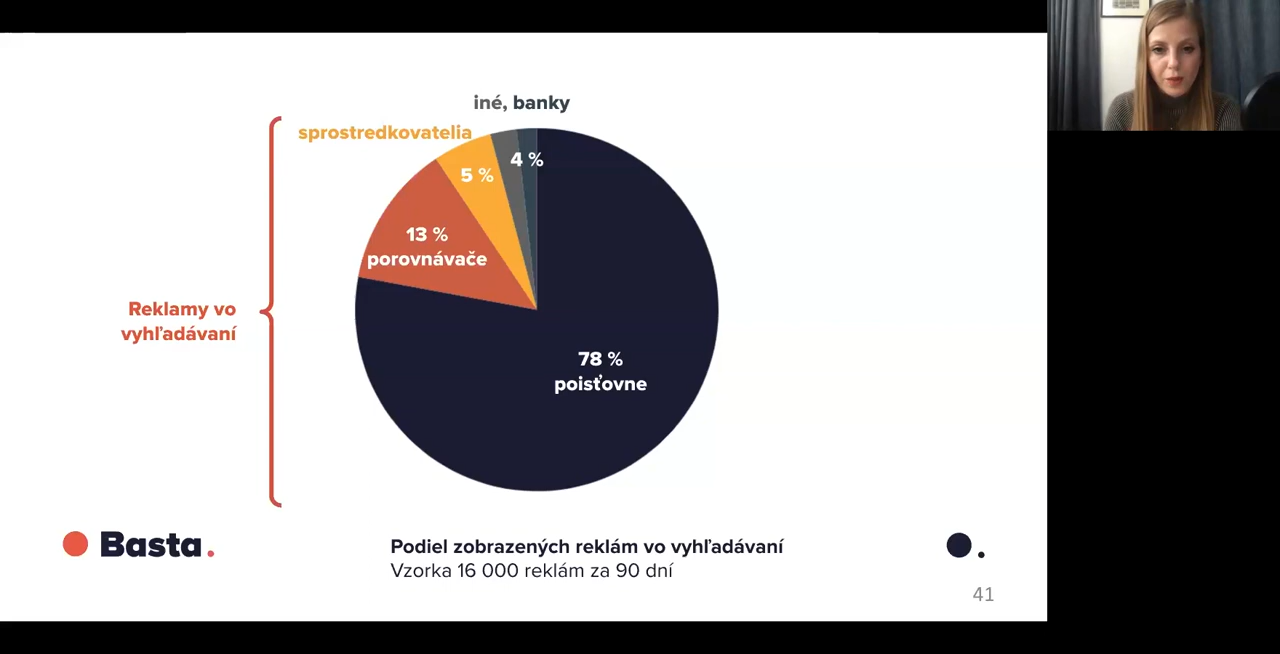 iné, banky
sprostredkovatelia
4 %
5 %
13 %
porovnávače
Reklamy vo
vyhľadávaní
78 %
poisťovne
Basta.
Podiel zobrazených reklám vo vyhľadávaní
Vzorka 16 000 reklám za 90 dní
41